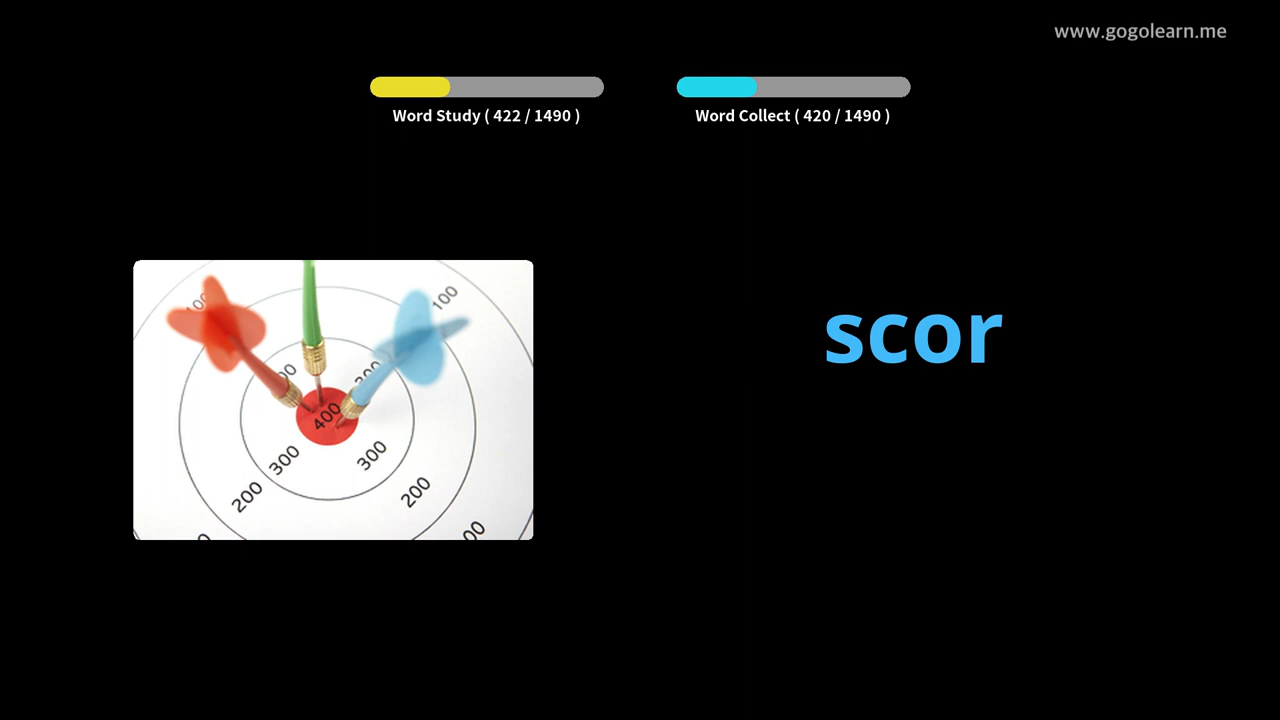 www.gogolearn.me
Word Study ( 422 / 1490 )
Word Collect ( 420 / 1490 )
scor
100
100
200
400
300
300
200
200